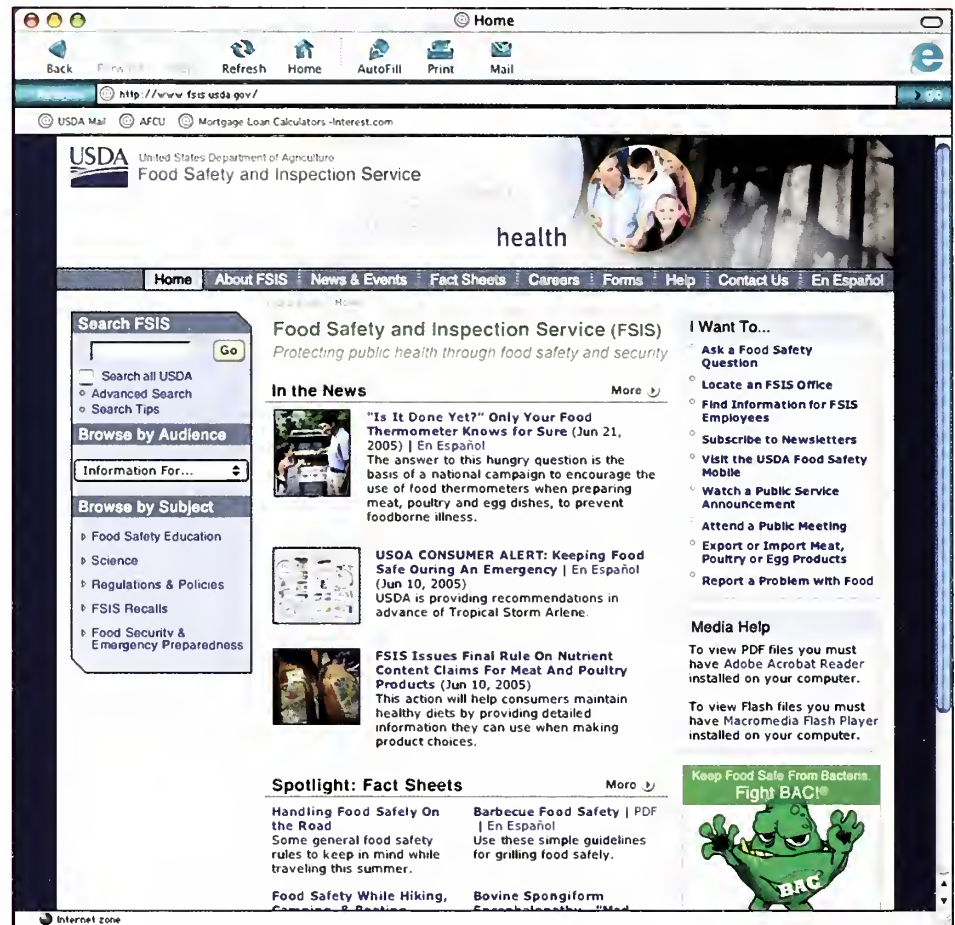 Home
Back Refresh Home AutoFill Print Mail
http://www.fsis.usda.gov/
USDA Mail AFCU Mortgage Loan Calculators -Interest.com
USDA United States Department of Agriculture
Food Safety and Inspection Service
health
Home About FSIS News & Events Fact Sheets Careers Forms Help Contact Us En Español
Home
Search FSIS
Go
Search all USDA
Advanced Search
Search Tips
Browse by Audience
Information For...
Browse by Subject
Food Safety Education
Science
Regulations & Policies
FSIS Recalls
Food Security &
Emergency Preparedness
Food Safety and Inspection Service (FSIS)
Protecting public health through food safety and security
In the News More
"Is It Done Yet?" Only Your Food
Thermometer Knows for Sure (Jun 21,
2005) | En Español
The answer to this hungry question is the
basis of a national campaign to encourage the
use of food thermometers when preparing
meat, poultry and egg dishes, to prevent
foodborne illness.
USOA CONSUMER ALERT: Keeping Food
Safe Ouring An Emergency | En Español
(Jun 10, 2005)
USDA is providing recommendations in
advance of Tropical Storm Arlene.
FSIS Issues Final Rule On Nutrient
Content Claims For Meat And Poultry
Products (Jun 10, 2005)
This action will help consumers maintain
healthy diets by providing detailed
information they can use when making
product choices.
Spotlight: Fact Sheets More
Handling Food Safely On
the Road
Some general food safety
rules to keep in mind while
traveling this summer.
Food Safety While Hiking,
Camping, & Boating
Barbecue Food Safety | PDF
| En Español
Use these simple guidelines
for grilling food safely.
Bovine Spongiform
Encephalopathy - "Mad
I Want To...
Ask a Food Safety
Question
Locate an FSIS Office
Find Information for FSIS
Employees
Subscribe to Newsletters
Visit the USDA Food Safety
Mobile
Watch a Public Service
Announcement
Attend a Public Meeting
Export or Import Meat,
Poultry or Egg Products
Report a Problem with Food
Media Help
To view PDF files you must
have Adobe Acrobat Reader
installed on your computer.
To view Flash files you must
have Macromedia Flash Player
installed on your computer.
Keep Food Safe From Bacteria.
Fight BAC!®
BAC
Internet zone